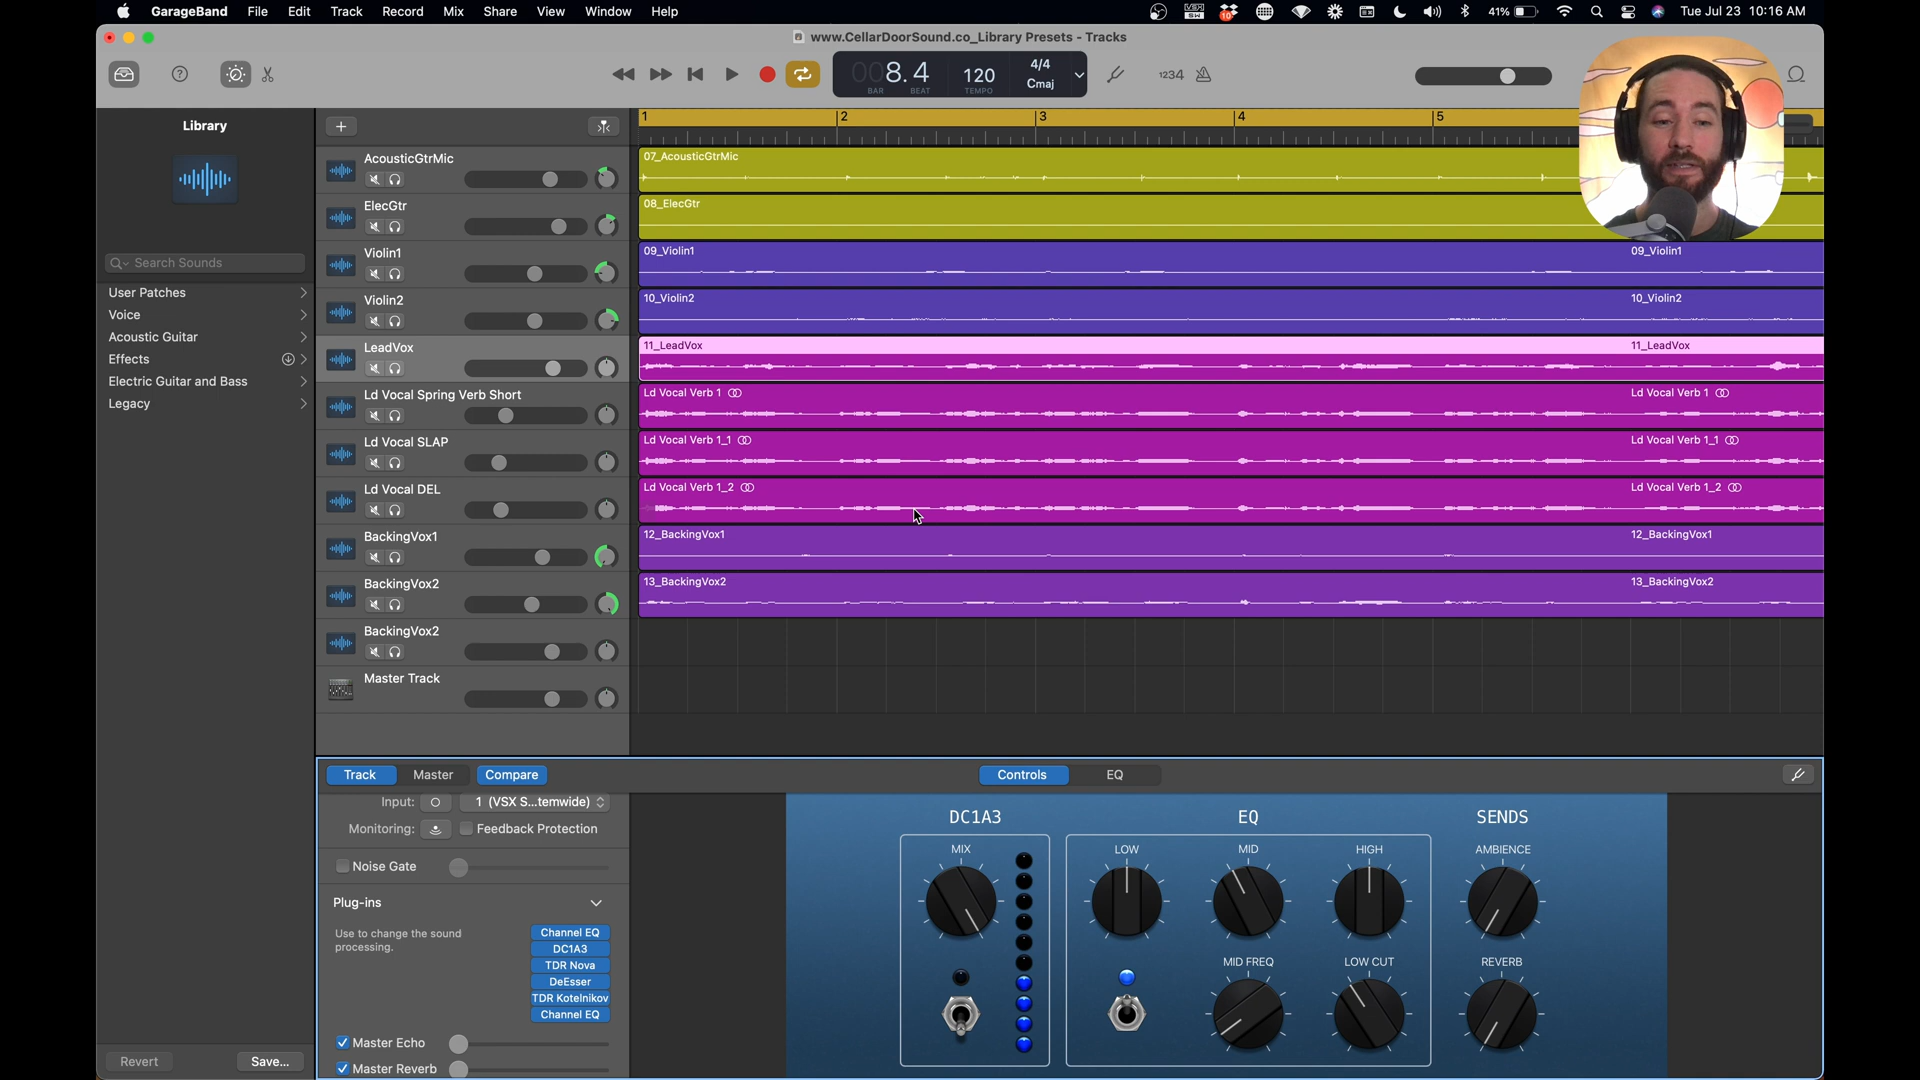 GarageBand File Edit Track Record Mix Share View Window Help
VSX SW 10 41% Tue Jul 23 10:16 AM
www.CellarDoorSound.co_Library Presets - Tracks
008.4 120 4/4 Cmaj
BAR BEAT TEMPO
1234
Library
1 2 3 4 5
Search Sounds
User Patches
Voice
Acoustic Guitar
Effects
Electric Guitar and Bass
Legacy
AcousticGtrMic
07_AcousticGtrMic
ElecGtr
08_ElecGtr
Violin1
09_Violin1 09_Violin1
Violin2
10_Violin2 10_Violin2
LeadVox
11_LeadVox 11_LeadVox
Ld Vocal Spring Verb Short
Ld Vocal Verb 1 Ld Vocal Verb 1
Ld Vocal SLAP
Ld Vocal Verb 1_1 Ld Vocal Verb 1_1
Ld Vocal DEL
Ld Vocal Verb 1_2 Ld Vocal Verb 1_2
BackingVox1
12_BackingVox1 12_BackingVox1
BackingVox2
13_BackingVox2 13_BackingVox2
BackingVox2
Master Track
Track Master Compare Controls EQ
Input: 1 (VSX S...temwide)
Monitoring: Feedback Protection
Noise Gate
Plug-ins
Use to change the sound
processing.
Channel EQ
DC1A3
TDR Nova
DeEsser
TDR Kotelnikov
Channel EQ
Master Echo
Master Reverb
DC1A3 EQ SENDS
MIX LOW MID HIGH AMBIENCE
MID FREQ LOW CUT REVERB
Revert Save...